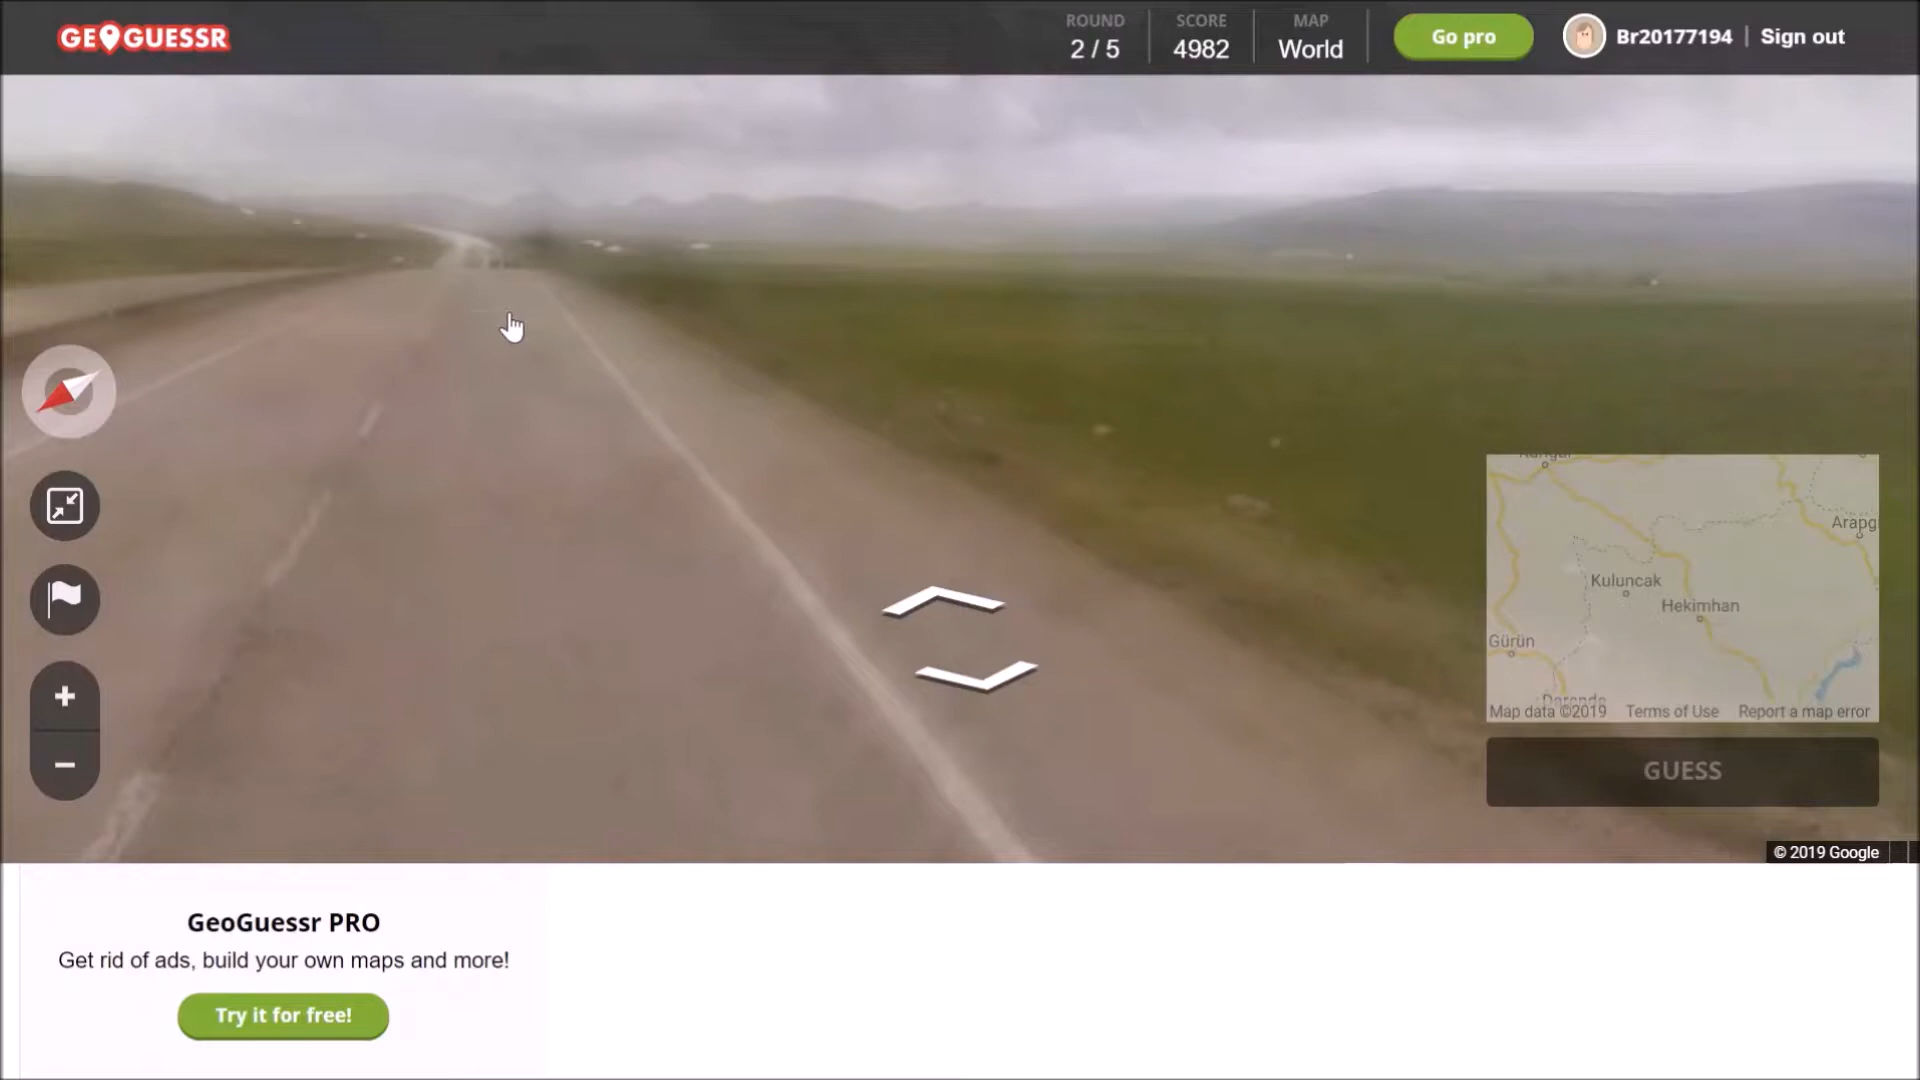 GEOGUESSR
ROUND
2 / 5
SCORE
4982
MAP
World
Go pro
Br20177194 | Sign out
Arapg
Kuluncak
Hekimhan
Gürün
Map data ©2019 Terms of Use Report a map error
GUESS
© 2019 Google
GeoGuessr PRO
Get rid of ads, build your own maps and more!
Try it for free!